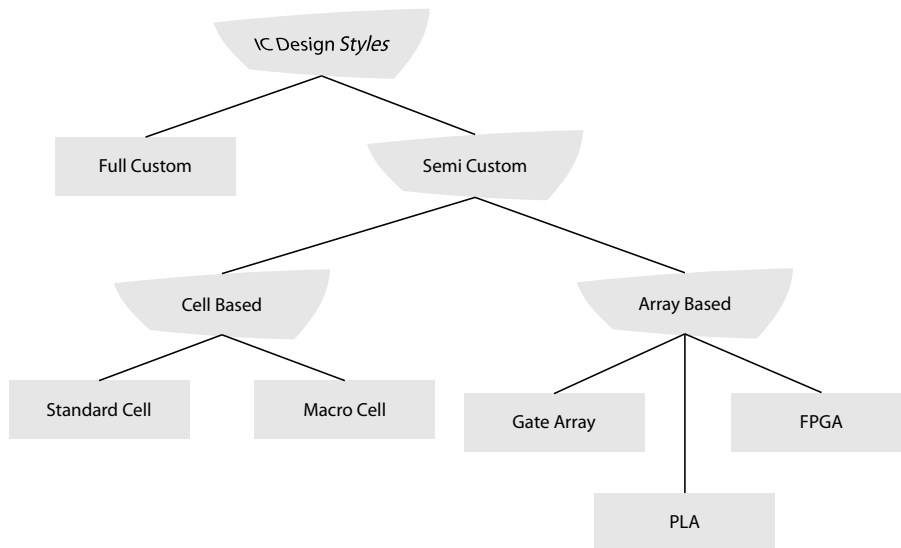 IC Design Styles
Full Custom
Semi Custom
Cell Based
Array Based
Standard Cell
Macro Cell
Gate Array
FPGA
PLA